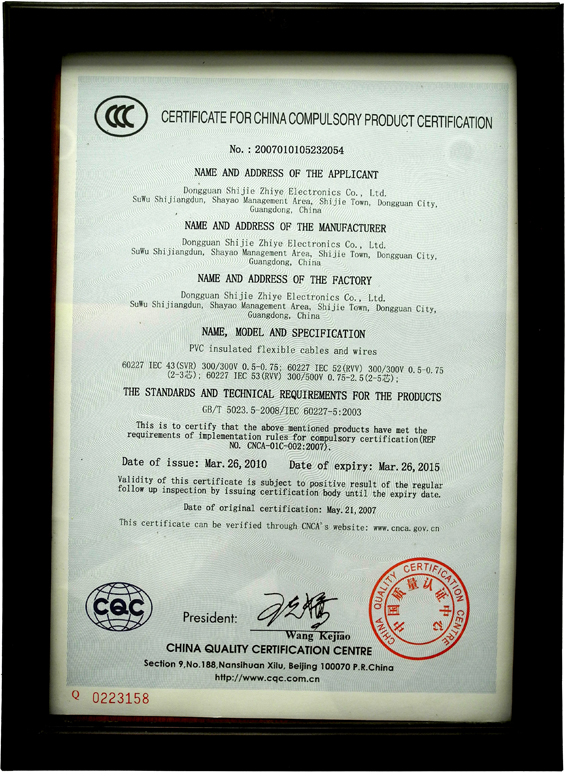 CERTIFICATE FOR CHINA COMPULSORY PRODUCT CERTIFICATION
No. : 2007010105232054
NAME AND ADDRESS OF THE APPLICANT
Dongguan Shijie Zhiye Electronics Co., Ltd.
SuWu Shijiangdun, Shayao Management Area, Shijie Town, Dongguan City,
Guangdong, China
NAME AND ADDRESS OF THE MANUFACTURER
Dongguan Shijie Zhiye Electronics Co., Ltd.
SuWu Shijiangdun, Shayao Management Area, Shijie Town, Dongguan City,
Guangdong, China
NAME AND ADDRESS OF THE FACTORY
Dongguan Shijie Zhiye Electronics Co., Ltd.
SuWu Shijiangdun, Shayao Management Area, Shijie Town, Dongguan City,
Guangdong, China
NAME, MODEL AND SPECIFICATION
PVC insulated flexible cables and wires
60227 IEC 43(SVR) 300/300V 0.5-0.75; 60227 IEC 52(RVV) 300/300V 0.5-0.75
(2-3芯); 60227 IEC 53(RVV) 300/500V 0.75-2.5(2-5芯);
THE STANDARDS AND TECHNICAL REQUIREMENTS FOR THE PRODUCTS
GB/T 5023.5-2008/IEC 60227-5:2003
This is to certify that the above mentioned products have met the
requirements of implementation rules for compulsory certification(REF
NO. CNCA-01C-002:2007).
Date of issue: Mar. 26, 2010 Date of expiry: Mar. 26, 2015
Validity of this certificate is subject to positive result of the regular
follow up inspection by issuing certification body until the expiry date.
Date of original certification: May. 21, 2007
This certificate can be verified through CNCA's website: www.cnca.gov.cn
CQC
President:
Wang Kejiao
CHINA QUALITY CERTIFICATION CENTRE
中国质量认证中心
CHINA QUALITY CERTIFICATION CENTRE
Section 9, No.188, Nansihuan Xilu, Beijing 100070 P.R.China
http://www.cqc.com.cn
Q 0223158